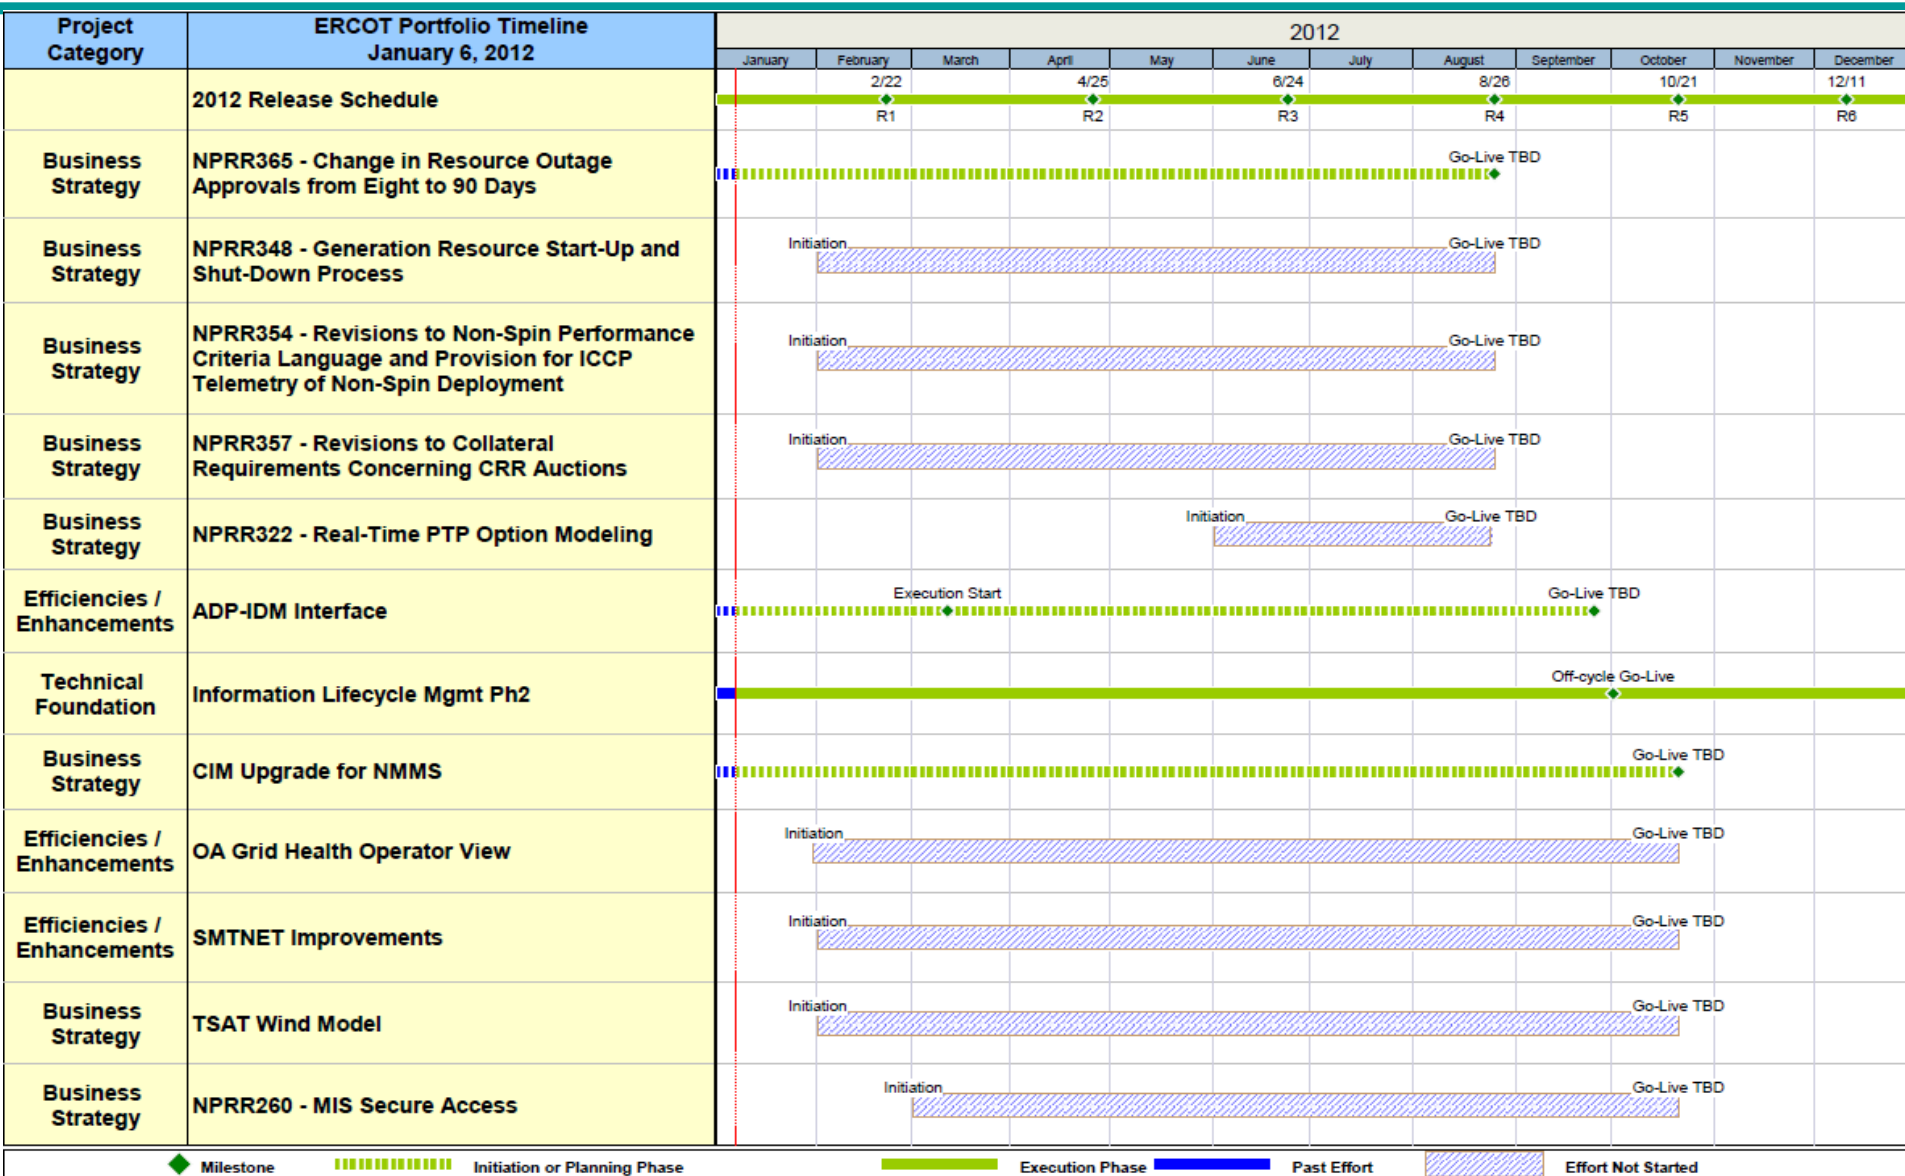 Project
Category
ERCOT Portfolio Timeline
January 6, 2012
2012
January February March April May June July August September October November December
2012 Release Schedule
2/22 4/25 6/24 8/26 10/21 12/11
R1 R2 R3 R4 R5 R6
Business
Strategy
NPRR365 - Change in Resource Outage
Approvals from Eight to 90 Days
Go-Live TBD
Business
Strategy
NPRR348 - Generation Resource Start-Up and
Shut-Down Process
Initiation Go-Live TBD
Business
Strategy
NPRR354 - Revisions to Non-Spin Performance
Criteria Language and Provision for ICCP
Telemetry of Non-Spin Deployment
Initiation Go-Live TBD
Business
Strategy
NPRR357 - Revisions to Collateral
Requirements Concerning CRR Auctions
Initiation Go-Live TBD
Business
Strategy
NPRR322 - Real-Time PTP Option Modeling
Initiation Go-Live TBD
Efficiencies /
Enhancements
ADP-IDM Interface
Execution Start Go-Live TBD
Technical
Foundation
Information Lifecycle Mgmt Ph2
Off-cycle Go-Live
Business
Strategy
CIM Upgrade for NMMS
Go-Live TBD
Efficiencies /
Enhancements
OA Grid Health Operator View
Initiation Go-Live TBD
Efficiencies /
Enhancements
SMTNET Improvements
Initiation Go-Live TBD
Business
Strategy
TSAT Wind Model
Initiation Go-Live TBD
Business
Strategy
NPRR260 - MIS Secure Access
Initiation Go-Live TBD
Milestone Initiation or Planning Phase Execution Phase Past Effort Effort Not Started